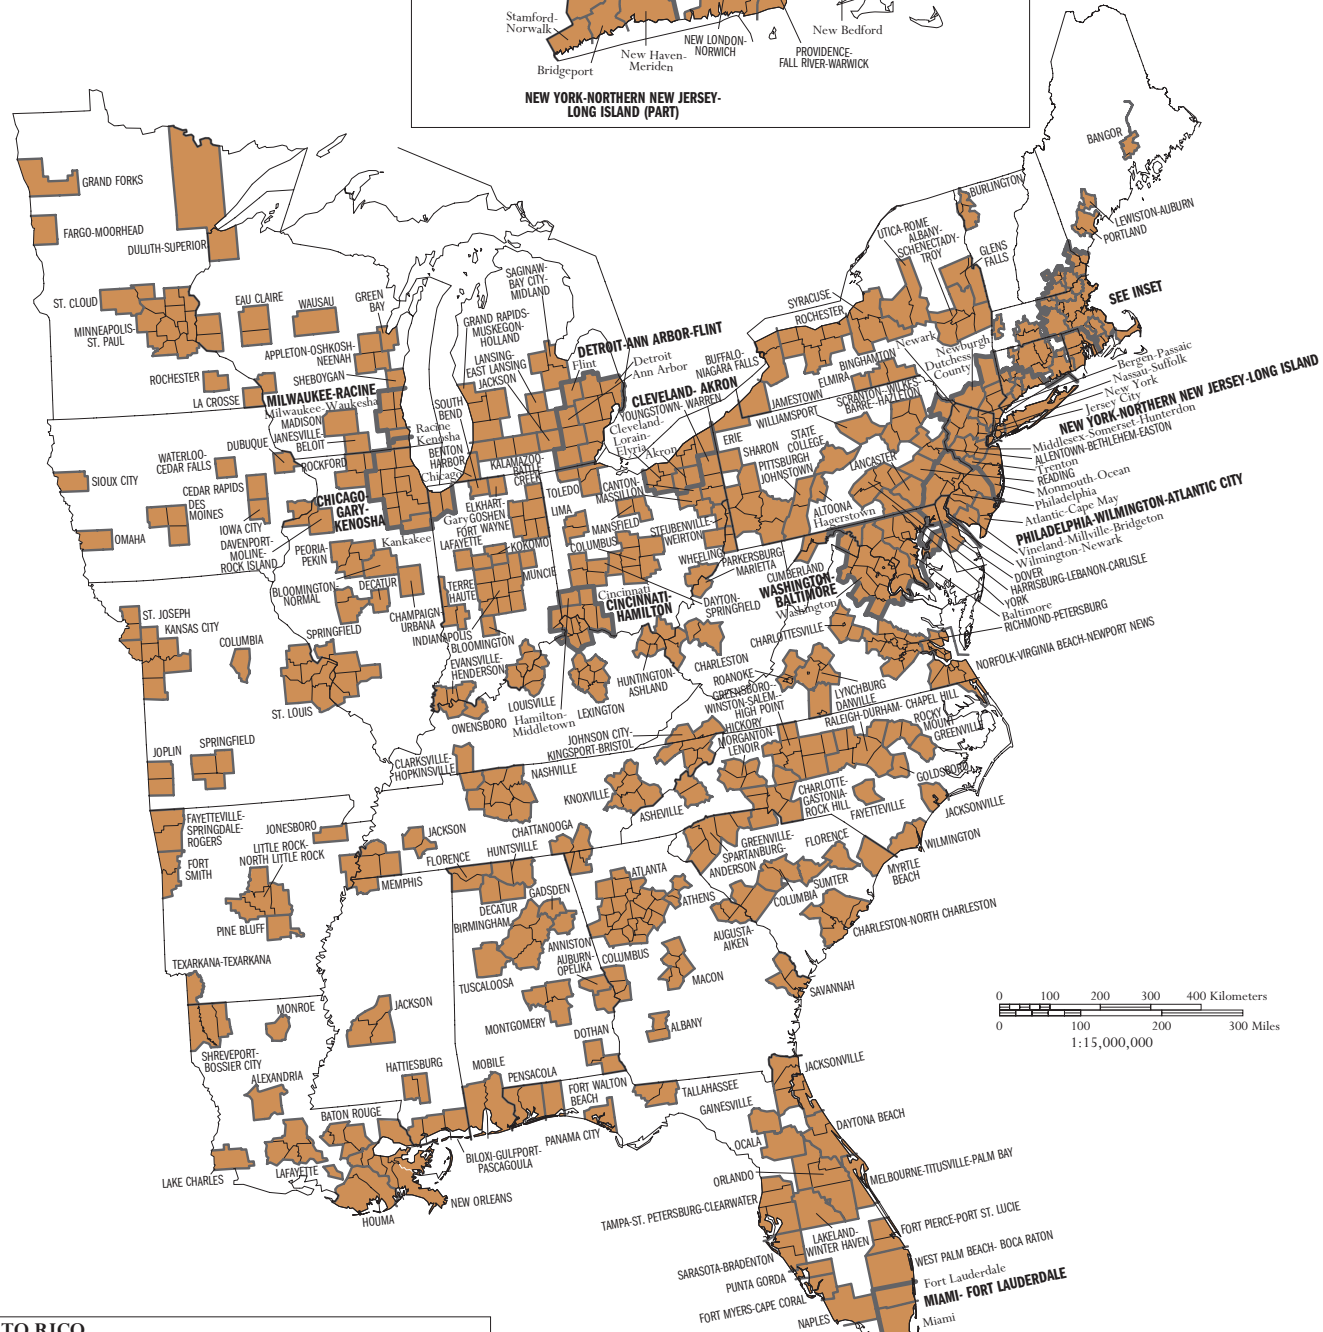 Stamford-
Norwalk
Bridgeport
New Haven-
Meriden
NEW LONDON-
NORWICH
New Bedford
PROVIDENCE-
FALL RIVER-WARWICK
NEW YORK-NORTHERN NEW JERSEY-
LONG ISLAND (PART)
BANGOR
LEWISTON-AUBURN
PORTLAND
BURLINGTON
GRAND FORKS
FARGO-MOORHEAD
DULUTH-SUPERIOR
UTICA-ROME
ALBANY-
SCHENECTADY-
TROY
GLENS
FALLS
SEE INSET
ST. CLOUD
MINNEAPOLIS-
ST. PAUL
EAU CLAIRE
WAUSAU
GREEN
BAY
SAGINAW-
BAY CITY-
MIDLAND
GRAND RAPIDS-
MUSKEGON-
HOLLAND
LANSING-
EAST LANSING
JACKSON
DETROIT-ANN ARBOR-FLINT
Detroit
Flint
Ann Arbor
SYRACUSE
ROCHESTER
BUFFALO-
NIAGARA FALLS
BINGHAMTON
ELMIRA
Newark
Newburgh
Dutchess
County
Bergen-Passaic
Nassau-Suffolk
New York
Jersey City
NEW YORK-NORTHERN NEW JERSEY-LONG ISLAND
Middlesex-Somerset-Hunterdon
ALLENTOWN-BETHLEHEM-EASTON
Trenton
READING
Monmouth-Ocean
Philadelphia
Atlantic-Cape May
PHILADELPHIA-WILMINGTON-ATLANTIC CITY
Vineland-Millville-Bridgeton
Wilmington-Newark
DOVER
HARRISBURG-LEBANON-CARLISLE
YORK
Baltimore
RICHMOND-PETERSBURG
NORFOLK-VIRGINIA BEACH-NEWPORT NEWS
APPLETON-OSHKOSH-
NEENAH
SHEBOYGAN
ROCHESTER
LA CROSSE
MILWAUKEE-RACINE
Milwaukee-Waukesha
MADISON
JANESVILLE-
BELOIT
DUBUQUE
ROCKFORD
Racine
Kenosha
SOUTH
BEND
BENTON
HARBOR
Chicago
CHICAGO-
GARY-
KENOSHA
Gary
Kankakee
WATERLOO-
CEDAR FALLS
SIOUX CITY
CEDAR RAPIDS
DES
MOINES
IOWA CITY
OMAHA
DAVENPORT-
MOLINE-
ROCK ISLAND
KALAMAZOO-
BATTLE
CREEK
CLEVELAND- AKRON
YOUNGSTOWN- WARREN
Cleveland-
Lorain-
Elyria
Akron
JAMESTOWN
WILLIAMSPORT
SCRANTON-WILKES-
BARRE-HAZLETON
ERIE
SHARON
STATE
COLLEGE
PITTSBURGH
JOHNSTOWN
LANCASTER
ALTOONA
Hagerstown
TOLEDO
CANTON-
MASSILLON
LIMA
MANSFIELD
COLUMBUS
STEUBENVILLE-
WEIRTON
WHEELING
PARKERSBURG
MARIETTA
CUMBERLAND
WASHINGTON-
BALTIMORE
Washington
ELKHART-
GOSHEN
FORT WAYNE
LAFAYETTE
KOKOMO
MUNCIE
TERRE
HAUTE
INDIANAPOLIS
BLOOMINGTON
PEORIA-
PEKIN
BLOOMINGTON-
NORMAL
DECATUR
CHAMPAIGN-
URBANA
SPRINGFIELD
Cincinnati
CINCINNATI-
HAMILTON
DAYTON-
SPRINGFIELD
CHARLOTTESVILLE
ST. JOSEPH
KANSAS CITY
COLUMBIA
ST. LOUIS
EVANSVILLE-
HENDERSON
OWENSBORO
LOUISVILLE
Hamilton-
Middletown
LEXINGTON
HUNTINGTON-
ASHLAND
CHARLESTON
ROANOKE
LYNCHBURG
DANVILLE
GREENSBORO--
WINSTON-SALEM--
HIGH POINT
HICKORY
MORGANTON-
LENOIR
RALEIGH-DURHAM- CHAPEL HILL
ROCKY
MOUNT
GREENVILLE
GOLDSBORO
JOPLIN
SPRINGFIELD
CLARKSVILLE-
HOPKINSVILLE
NASHVILLE
JOHNSON CITY-
KINGSPORT-BRISTOL
KNOXVILLE
ASHEVILLE
CHARLOTTE-
GASTONIA-
ROCK HILL
FAYETTEVILLE
JACKSONVILLE
WILMINGTON
FAYETTEVILLE-
SPRINGDALE-
ROGERS
FORT
SMITH
JONESBORO
LITTLE ROCK-
NORTH LITTLE ROCK
PINE BLUFF
JACKSON
MEMPHIS
CHATTANOOGA
FLORENCE
HUNTSVILLE
DECATUR
GREENVILLE-
SPARTANBURG-
ANDERSON
FLORENCE
SUMTER
COLUMBIA
MYRTLE
BEACH
CHARLESTON-NORTH CHARLESTON
ATLANTA
ATHENS
AUGUSTA-
AIKEN
GADSDEN
BIRMINGHAM
ANNISTON
AUBURN-
OPELIKA
COLUMBUS
TUSCALOOSA
MACON
SAVANNAH
TEXARKANA-TEXARKANA
MONROE
SHREVEPORT-
BOSSIER CITY
JACKSON
MONTGOMERY
DOTHAN
ALBANY
0 100 200 300 400 Kilometers
0 100 200 300 Miles
1:15,000,000
ALEXANDRIA
HATTIESBURG
MOBILE
PENSACOLA
FORT WALTON
BEACH
PANAMA CITY
TALLAHASSEE
JACKSONVILLE
GAINESVILLE
DAYTONA BEACH
BATON ROUGE
BILOXI-GULFPORT-
PASCAGOULA
LAKE CHARLES
LAFAYETTE
HOUMA
NEW ORLEANS
OCALA
ORLANDO
MELBOURNE-TITUSVILLE-PALM BAY
TAMPA-ST. PETERSBURG-CLEARWATER
LAKELAND-
WINTER HAVEN
FORT PIERCE-PORT ST. LUCIE
SARASOTA-BRADENTON
WEST PALM BEACH- BOCA RATON
PUNTA GORDA
Fort Lauderdale
MIAMI- FORT LAUDERDALE
FORT MYERS-CAPE CORAL
NAPLES
Miami
TO RICO